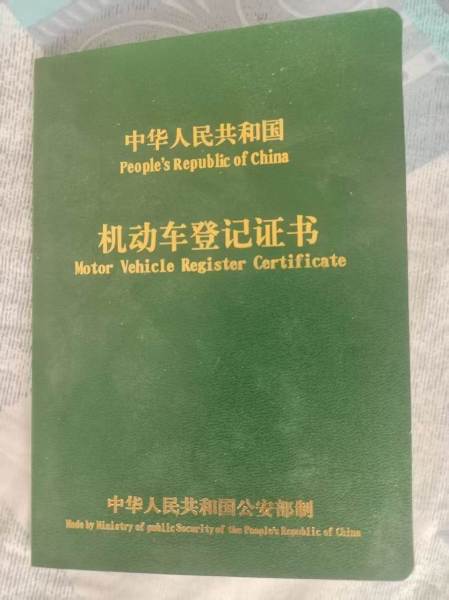 中华人民共和国
People's Republic of China
机动车登记证书
Motor Vehicle Register Certificate
中华人民共和国公安部制
Made by Ministry of public Security of the People's Republic of China